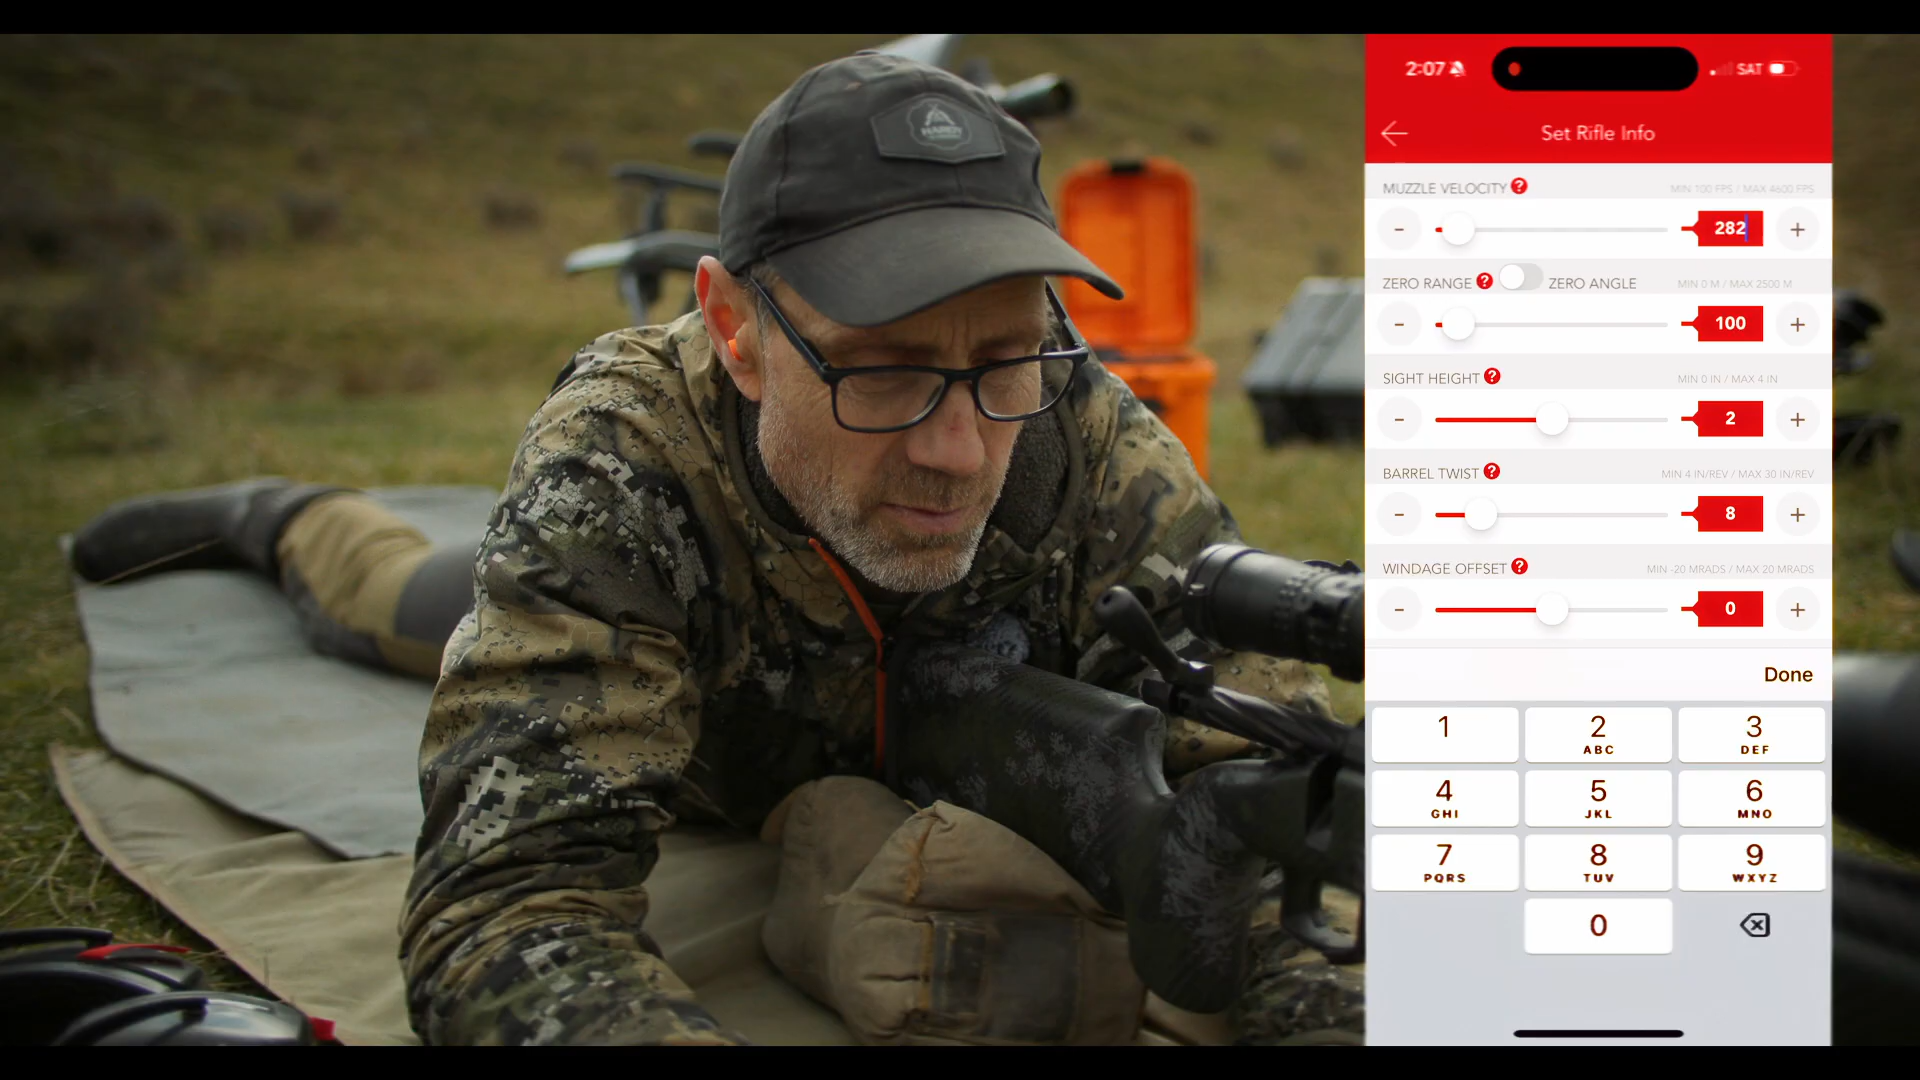 HARDY
2:07
SAT
Set Rifle Info
MUZZLE VELOCITY ?
MIN 100 FPS / MAX 4600 FPS
- 282 +
ZERO RANGE ? ZERO ANGLE
MIN 0 M / MAX 2500 M
- 100 +
SIGHT HEIGHT ?
MIN 0 IN / MAX 4 IN
- 2 +
BARREL TWIST ?
MIN 4 IN/REV / MAX 30 IN/REV
- 8 +
WINDAGE OFFSET ?
MIN -20 MRADS / MAX 20 MRADS
- 0 +
Done
1
2 ABC
3 DEF
4 GHI
5 JKL
6 MNO
7 PQRS
8 TUV
9 WXYZ
0